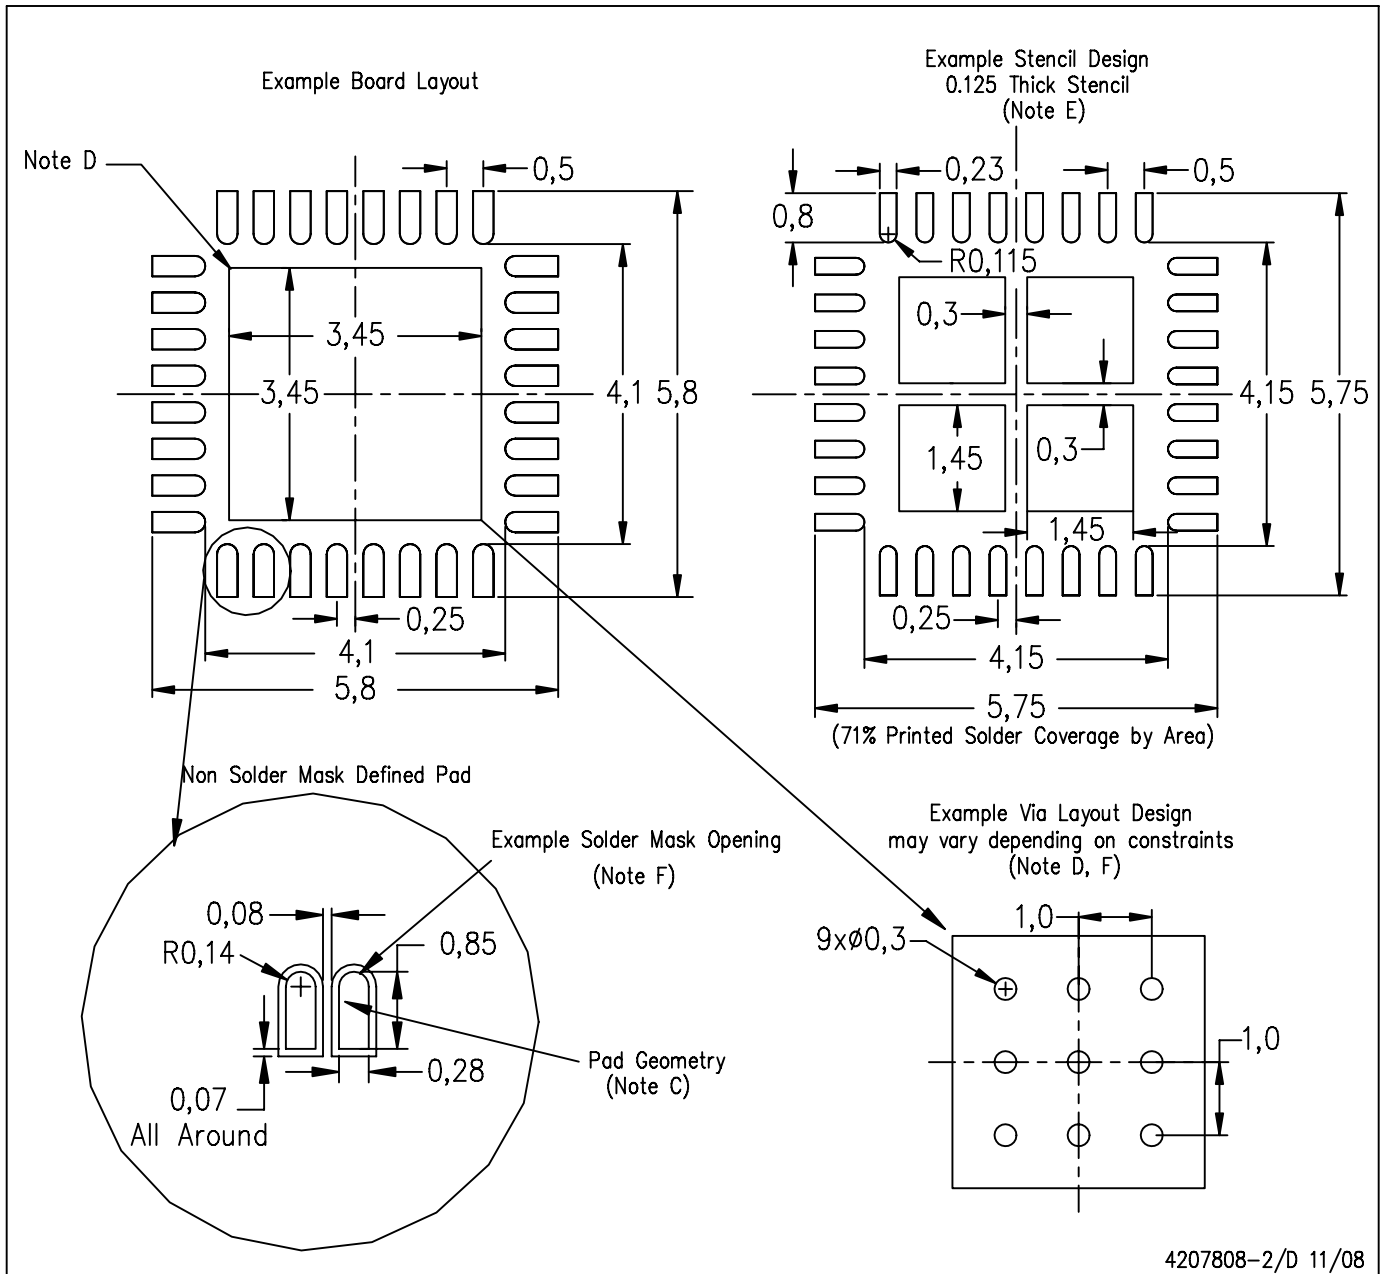 Example Board Layout
Note D
0,5
3,45
3,45
4,1
5,8
0,25
4,1
5,8
Example Stencil Design
0.125 Thick Stencil
(Note E)
0,23
0,5
0,8
R0,115
0,3
4,15
5,75
1,45
0,3
1,45
0,25
4,15
5,75
(71% Printed Solder Coverage by Area)
Non Solder Mask Defined Pad
Example Solder Mask Opening
(Note F)
0,08
R0,14
0,85
0,28
Pad Geometry
(Note C)
0,07
All Around
Example Via Layout Design
may vary depending on constraints
(Note D, F)
1,0
9xø0,3
1,0
4207808-2/D 11/08